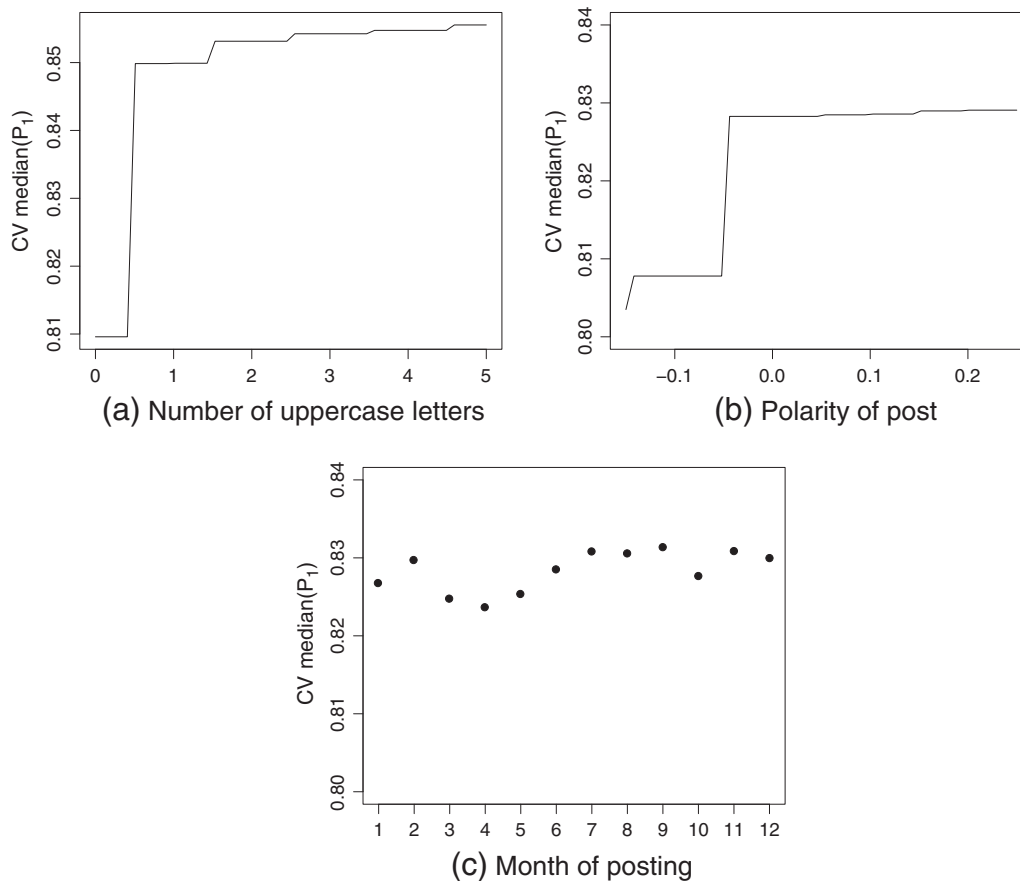 CV median(P₁)
0.81 0.82 0.83 0.84 0.85
0 1 2 3 4 5
(a) Number of uppercase letters
CV median(P₁)
0.80 0.81 0.82 0.83 0.84
−0.1 0.0 0.1 0.2
(b) Polarity of post
CV median(P₁)
0.80 0.81 0.82 0.83 0.84
1 2 3 4 5 6 7 8 9 10 11 12
(c) Month of posting